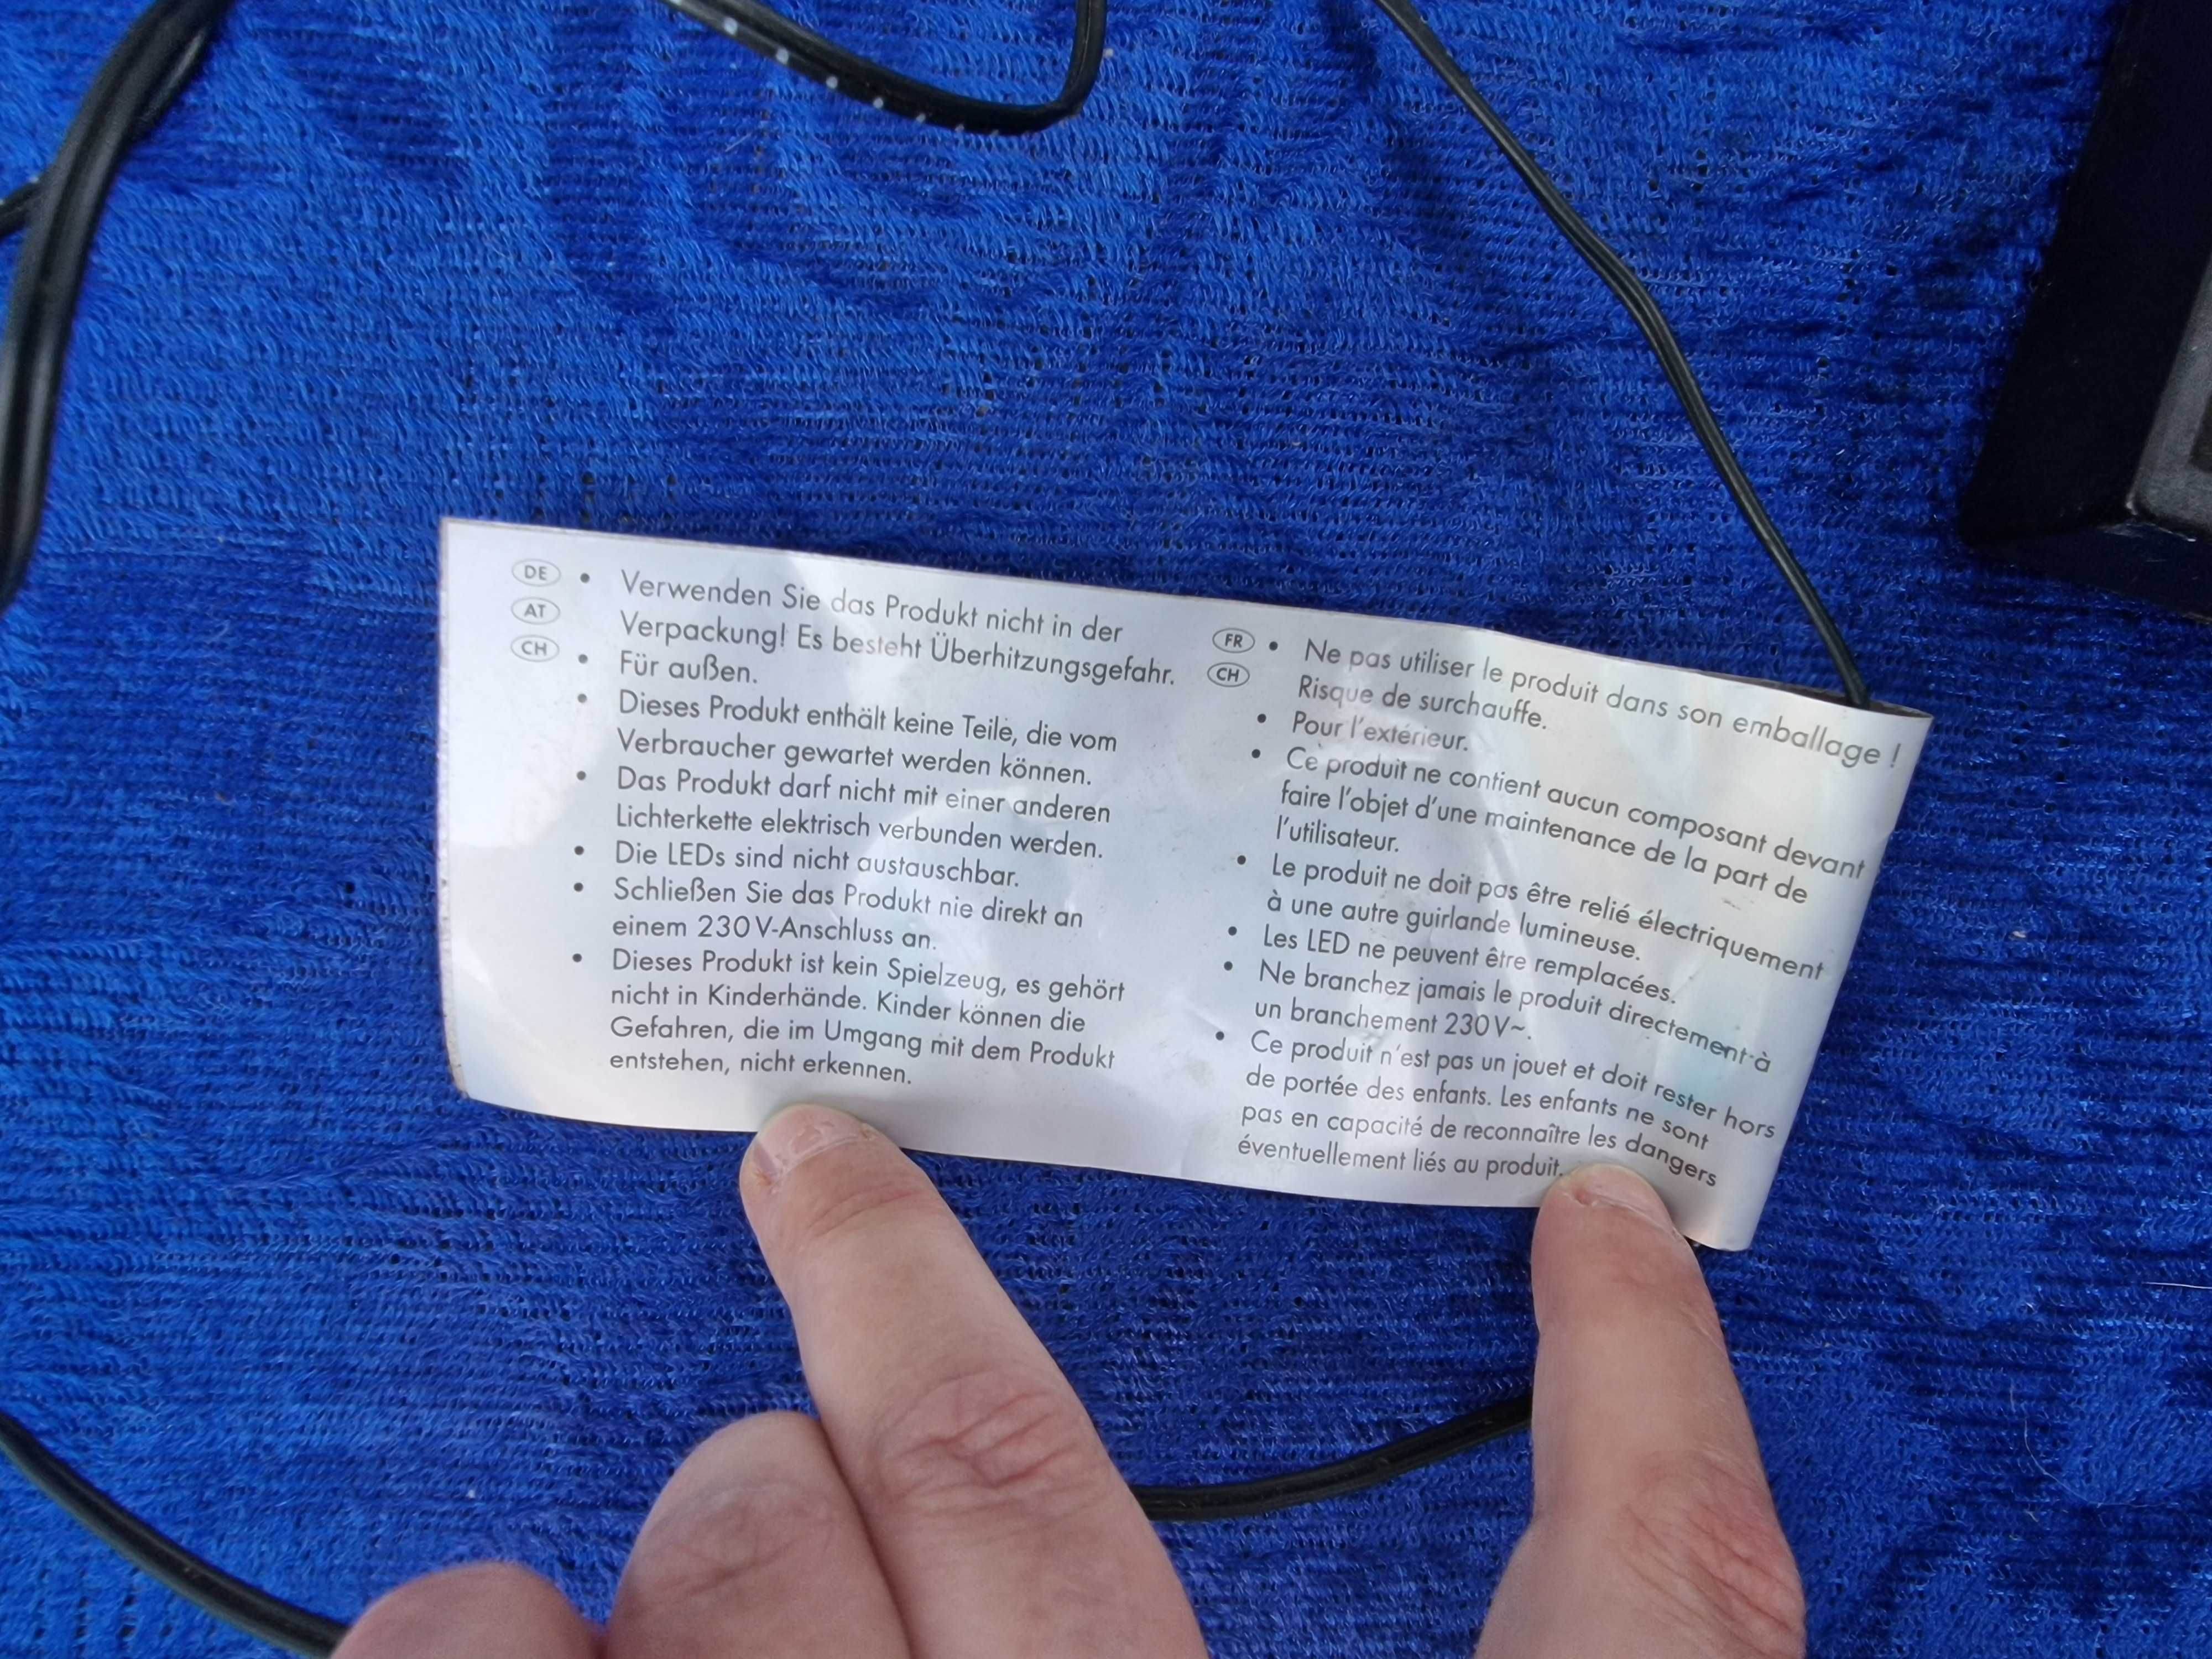 DE
AT
CH
• Verwenden Sie das Produkt nicht in der
Verpackung! Es besteht Überhitzungsgefahr.
• Für außen.
• Dieses Produkt enthält keine Teile, die vom
Verbraucher gewartet werden können.
• Das Produkt darf nicht mit einer anderen
Lichterkette elektrisch verbunden werden.
• Die LEDs sind nicht austauschbar.
• Schließen Sie das Produkt nie direkt an
einem 230 V-Anschluss an.
• Dieses Produkt ist kein Spielzeug, es gehört
nicht in Kinderhände. Kinder können die
Gefahren, die im Umgang mit dem Produkt
entstehen, nicht erkennen.
FR
CH
• Ne pas utiliser le produit dans son emballage !
Risque de surchauffe.
• Pour l'extérieur.
• Ce produit ne contient aucun composant devant
faire l'objet d'une maintenance de la part de
l'utilisateur.
• Le produit ne doit pas être relié électriquement
à une autre guirlande lumineuse.
• Les LED ne peuvent être remplacées.
• Ne branchez jamais le produit directement à
un branchement 230 V~.
• Ce produit n'est pas un jouet et doit rester hors
de portée des enfants. Les enfants ne sont
pas en capacité de reconnaître les dangers
éventuellement liés au produit.